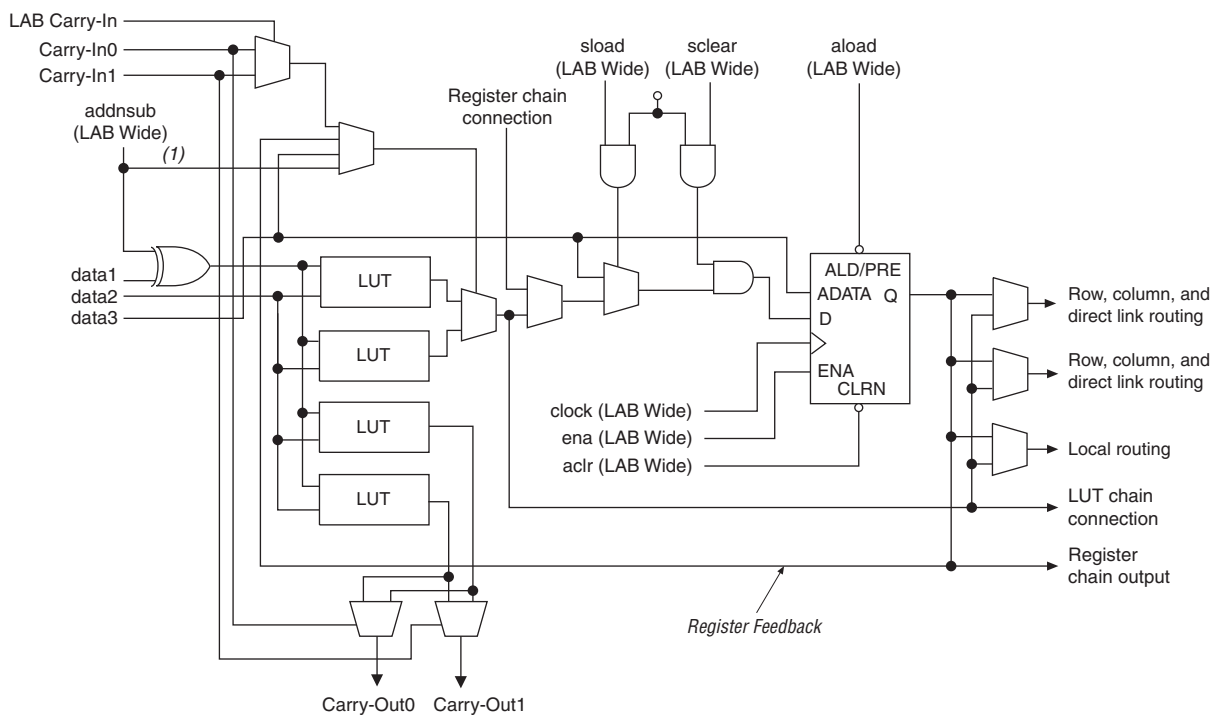 LAB Carry-In
Carry-In0
Carry-In1
addnsub
(LAB Wide)
(1)
Register chain
connection
sload
(LAB Wide)
sclear
(LAB Wide)
aload
(LAB Wide)
data1
data2
data3
LUT
LUT
LUT
LUT
ALD/PRE
ADATA Q
D
ENA
CLRN
clock (LAB Wide)
ena (LAB Wide)
aclr (LAB Wide)
Row, column, and
direct link routing
Row, column, and
direct link routing
Local routing
LUT chain
connection
Register
chain output
Register Feedback
Carry-Out0
Carry-Out1